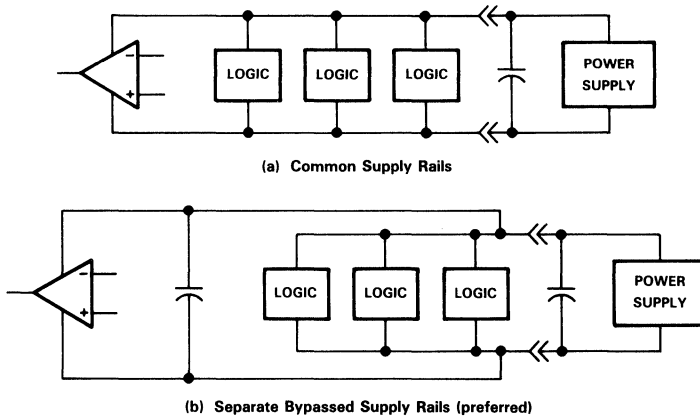 LOGIC LOGIC LOGIC
POWER
SUPPLY
(a) Common Supply Rails
LOGIC LOGIC LOGIC
POWER
SUPPLY
(b) Separate Bypassed Supply Rails (preferred)